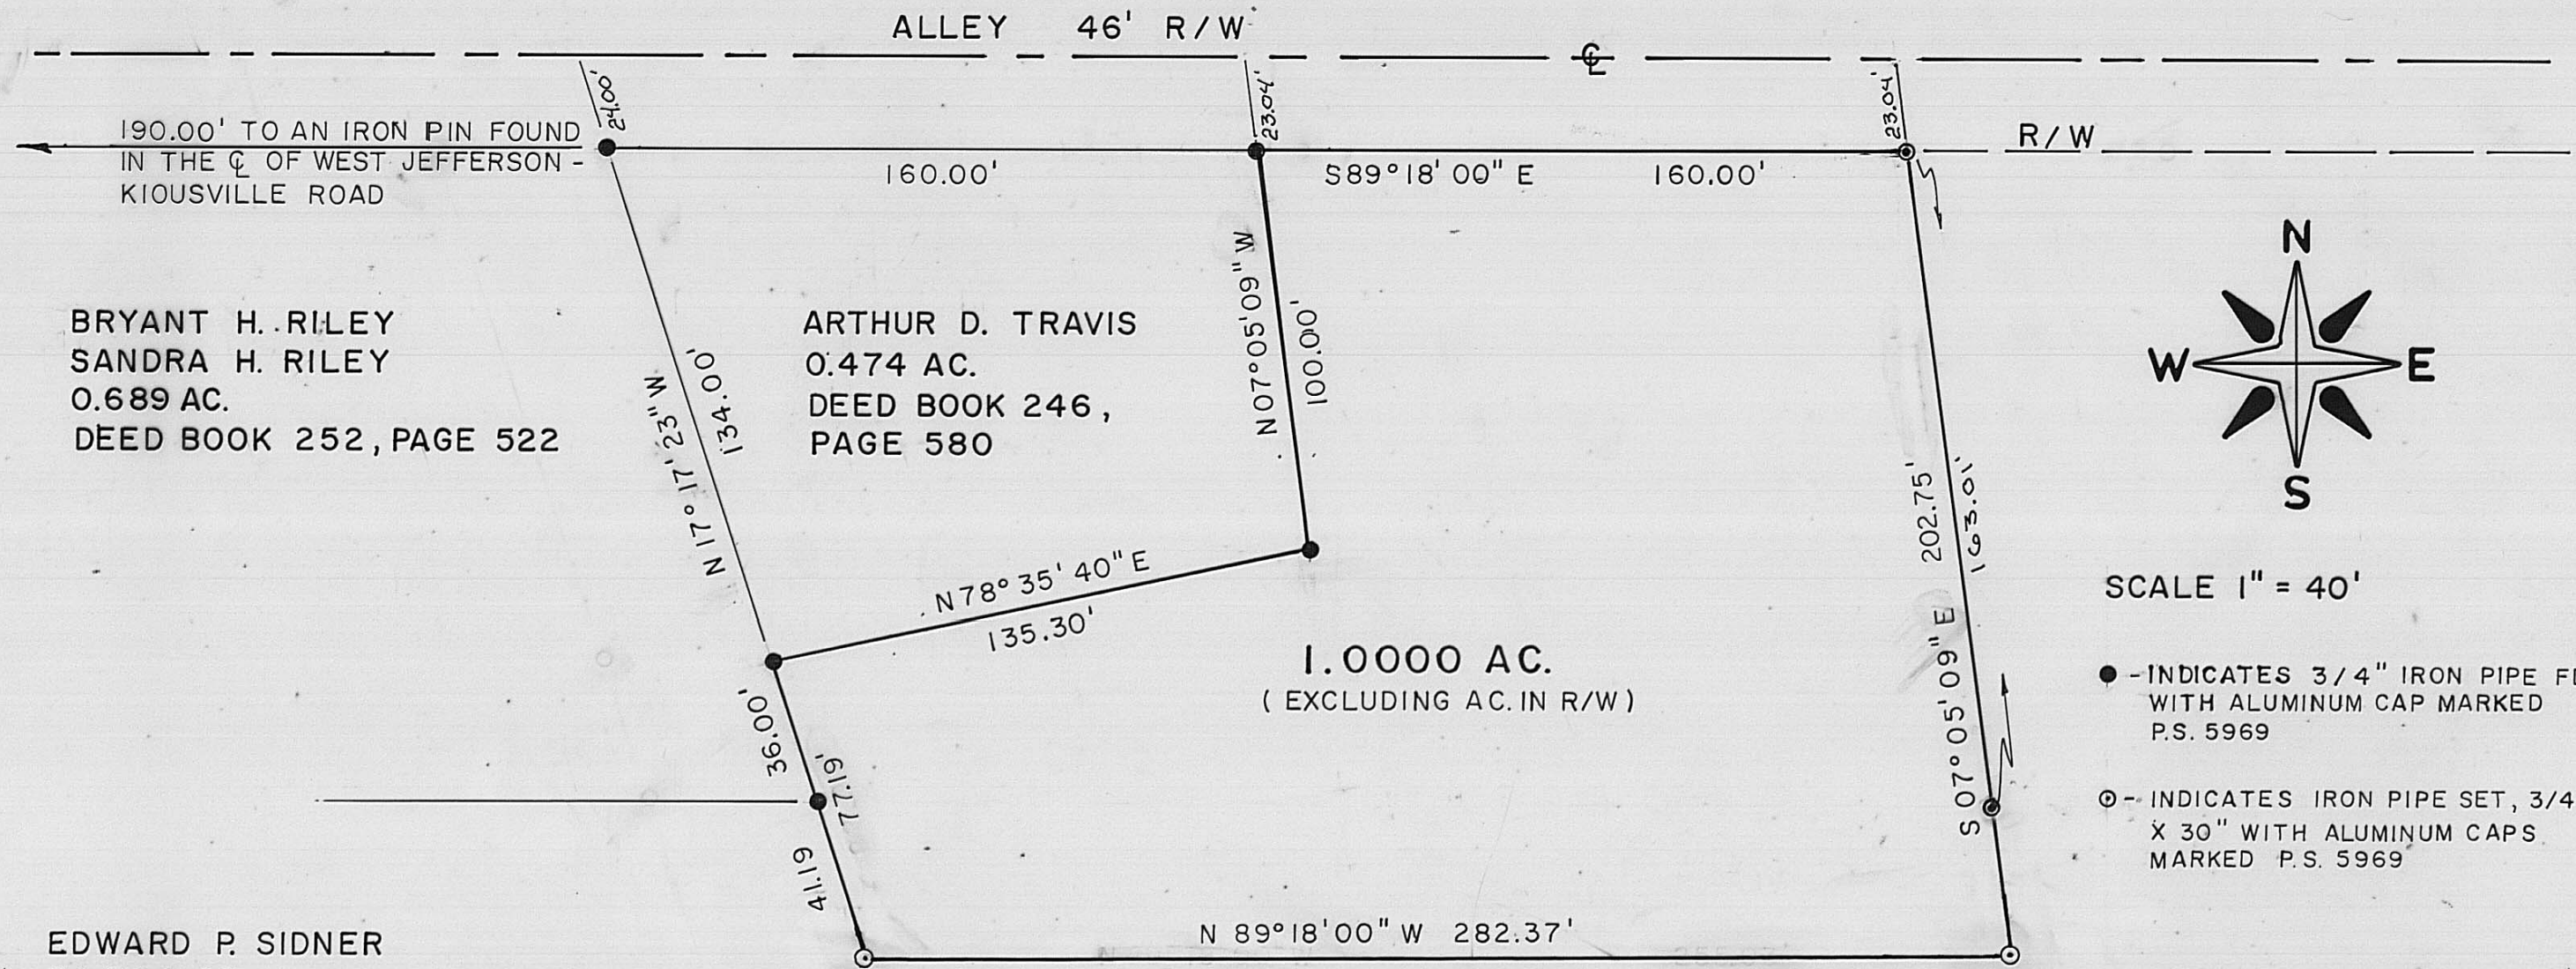 ALLEY 46' R/W
℄
24.00'
23.04'
23.04'
190.00' TO AN IRON PIN FOUND
IN THE ℄ OF WEST JEFFERSON -
KIOUSVILLE ROAD
R/W
160.00'
S89°18'00" E 160.00'
BRYANT H. RILEY
SANDRA H. RILEY
0.689 AC.
DEED BOOK 252, PAGE 522
N17°17'23" W
134.00'
ARTHUR D. TRAVIS
0.474 AC.
DEED BOOK 246,
PAGE 580
N07°05'09" W
100.00'
S07°05'09" E 202.75'
163.01'
N
W E
S
SCALE 1" = 40'
N78°35'40" E
135.30'
1.0000 AC.
(EXCLUDING AC. IN R/W)
- INDICATES 3/4" IRON PIPE
WITH ALUMINUM CAP MARKED
P.S. 5969
- INDICATES IRON PIPE SET, 3/4
X 30" WITH ALUMINUM CAPS
MARKED P.S. 5969
36.00'
77.19'
41.19
N 89°18'00" W 282.37'
EDWARD P. SIDNER